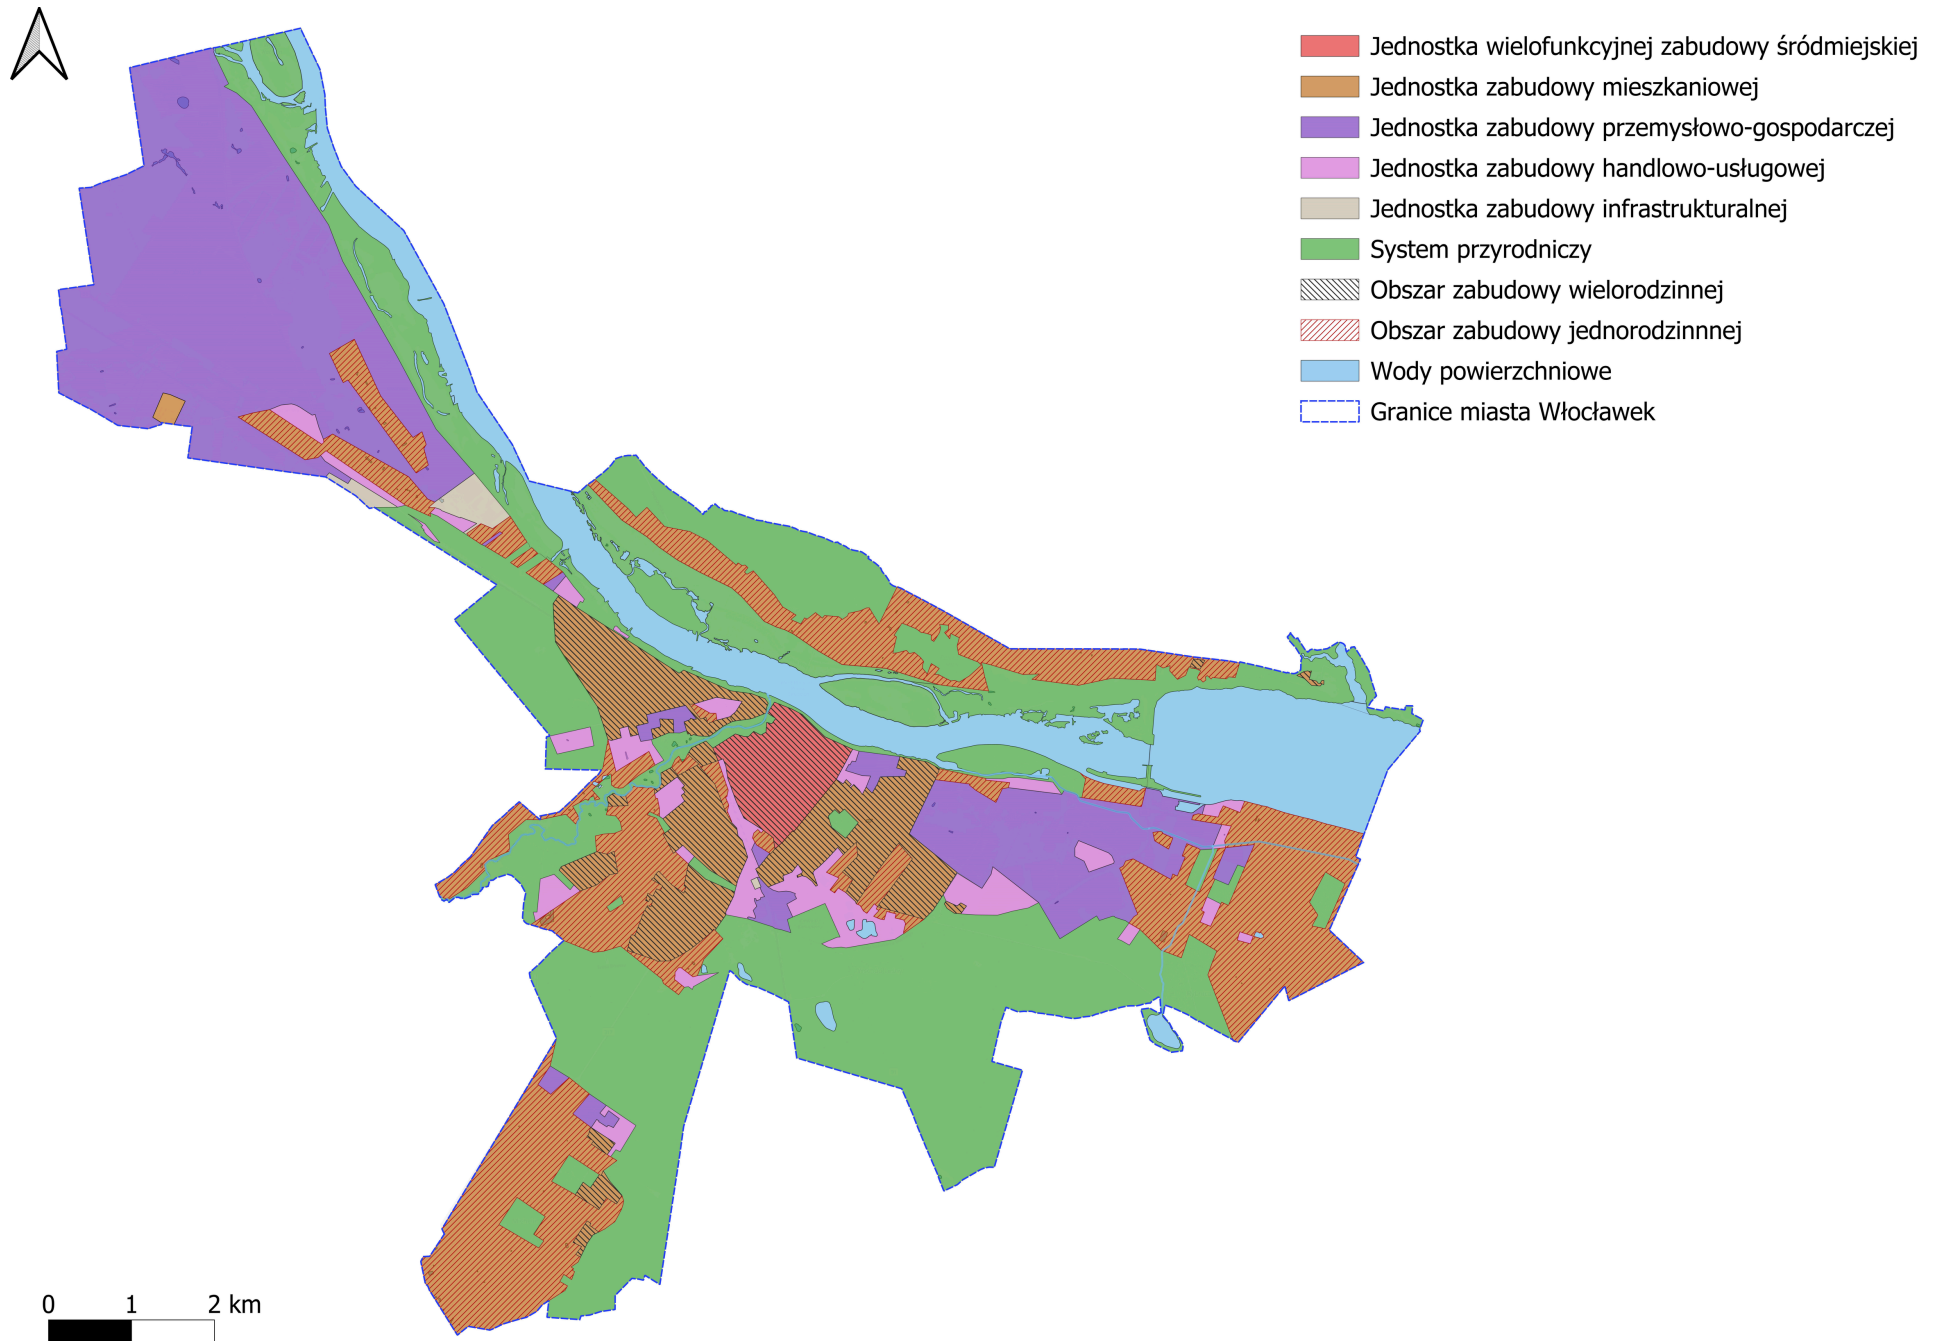 Jednostka wielofunkcyjnej zabudowy śródmiejskiej
Jednostka zabudowy mieszkaniowej
Jednostka zabudowy przemysłowo-gospodarczej
Jednostka zabudowy handlowo-usługowej
Jednostka zabudowy infrastrukturalnej
System przyrodniczy
Obszar zabudowy wielorodzinnej
Obszar zabudowy jednorodzinnnej
Wody powierzchniowe
Granice miasta Włocławek
0 1 2 km